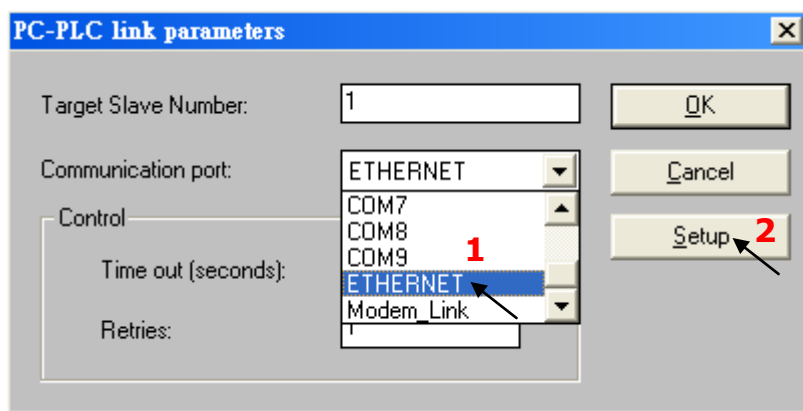 PC-PLC link parameters
Target Slave Number:
1
OK
Communication port:
ETHERNET
Cancel
Control
COM7
COM8
Setup
2
COM9
1
Time out (seconds):
ETHERNET
Modem_Link
Retries: